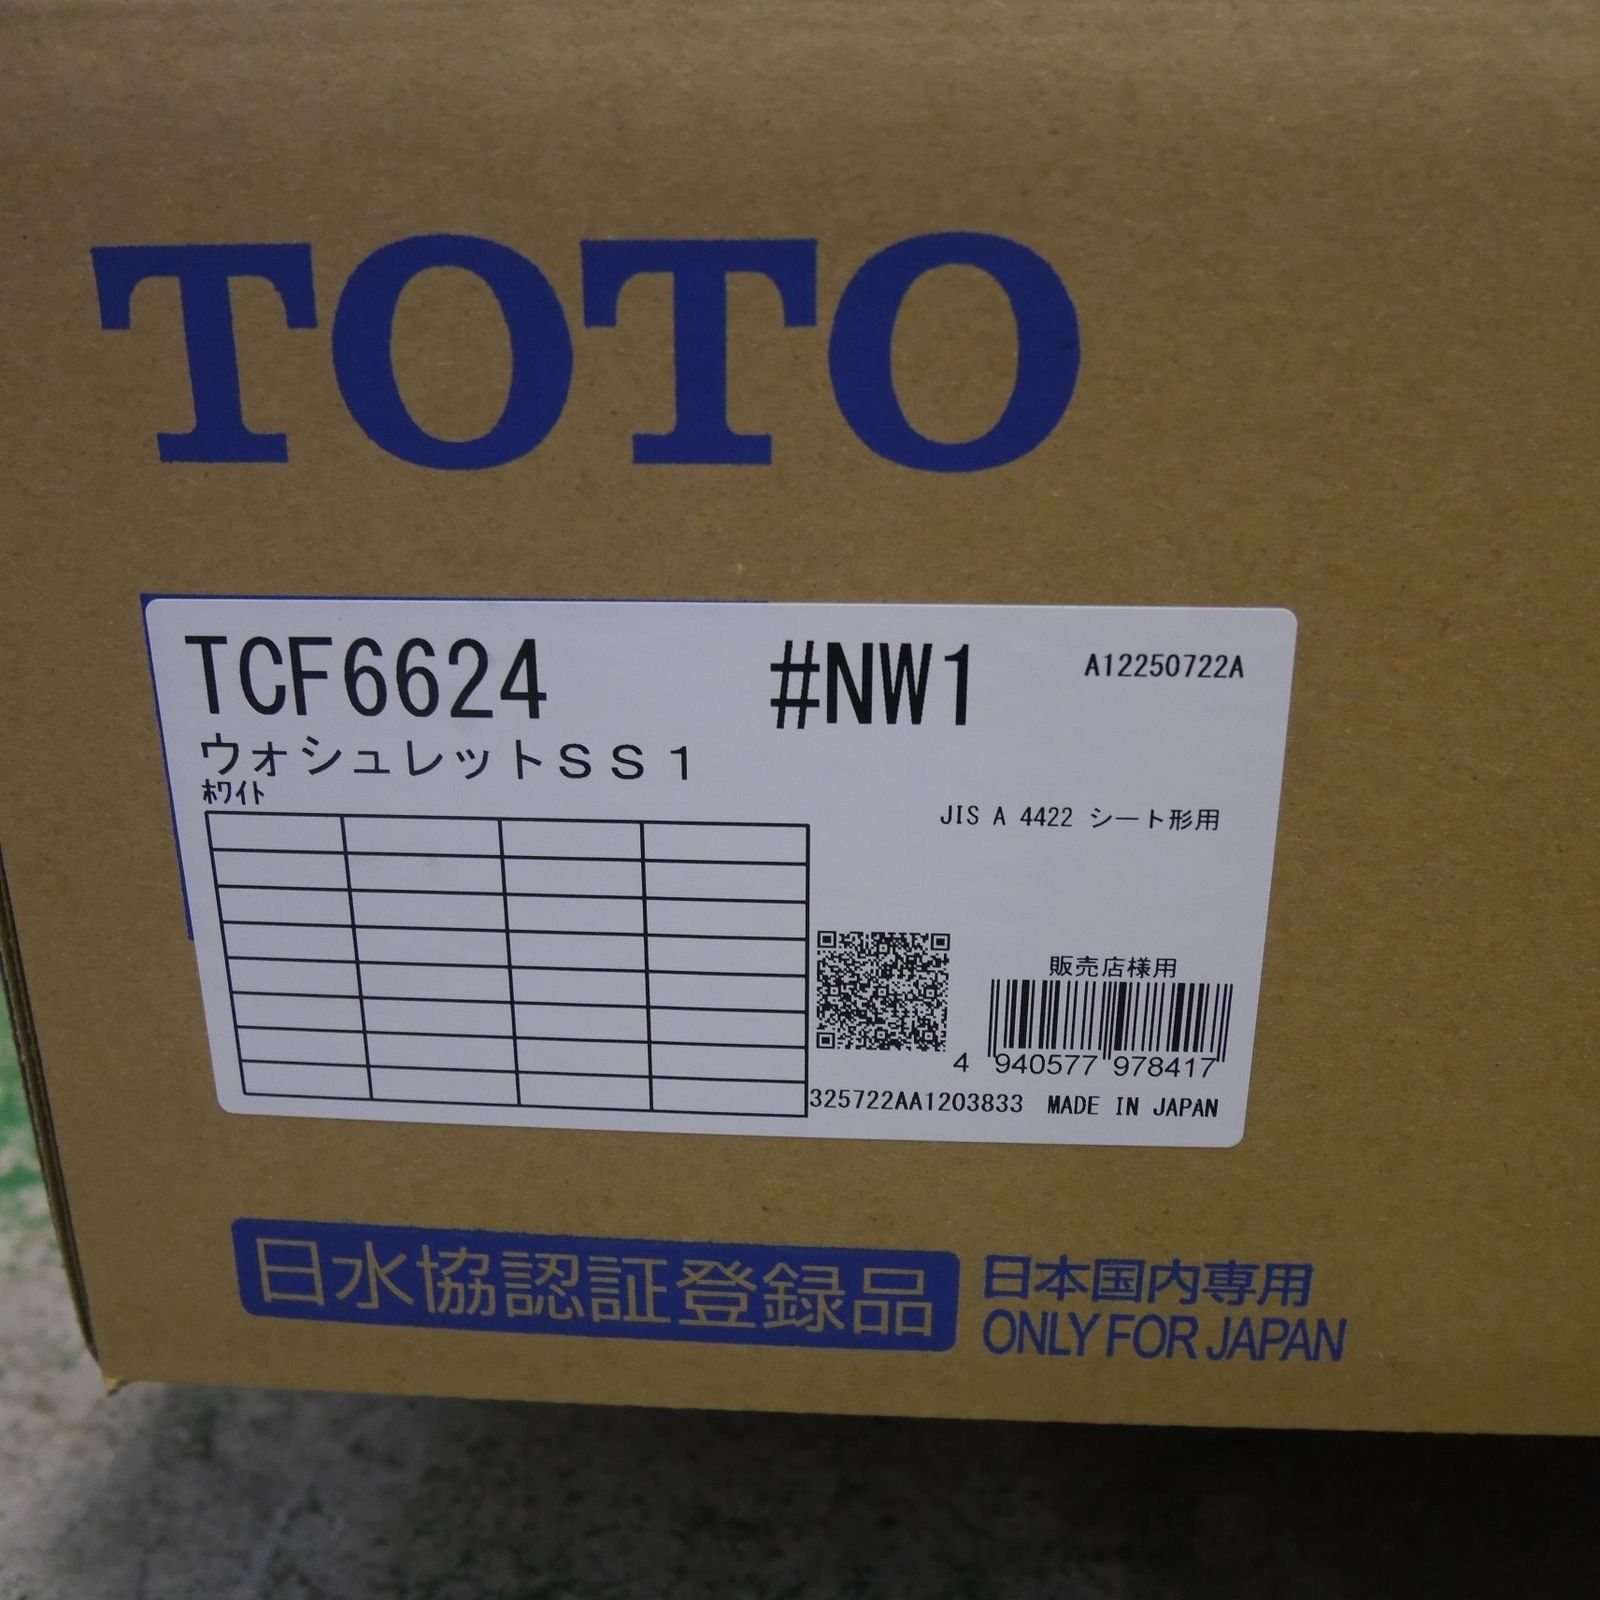 TOTO
TCF6624 #NW1 A12250722A
ウォシュレットSS1
ﾎﾜｲﾄ
JIS A 4422 シート形用
販売店様用
4 940577 978417
325722AA1203833 MADE IN JAPAN
日水協認証登録品
日本国内専用
ONLY FOR JAPAN